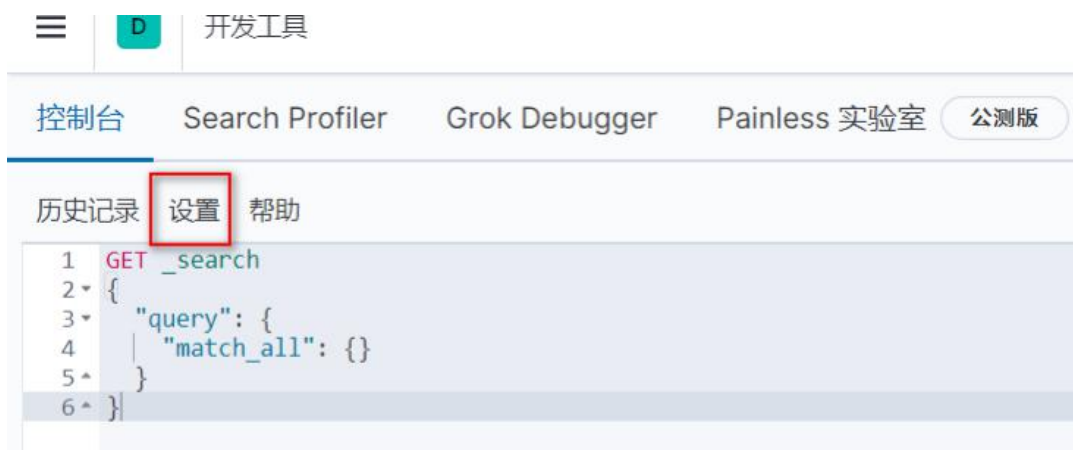 D 开发工具
控制台 Search Profiler Grok Debugger Painless 实验室 公测版
历史记录 设置 帮助
1 GET _search
2 {
3 "query": {
4 "match_all": {}
5 }
6 }